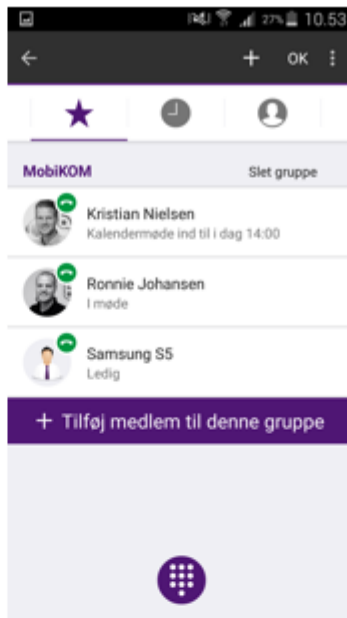 27% 10.53
+ OK
MobiKOM Slet gruppe
Kristian Nielsen
Kalendermøde ind til i dag 14:00
Ronnie Johansen
I møde
Samsung S5
Ledig
+ Tilføj medlem til denne gruppe